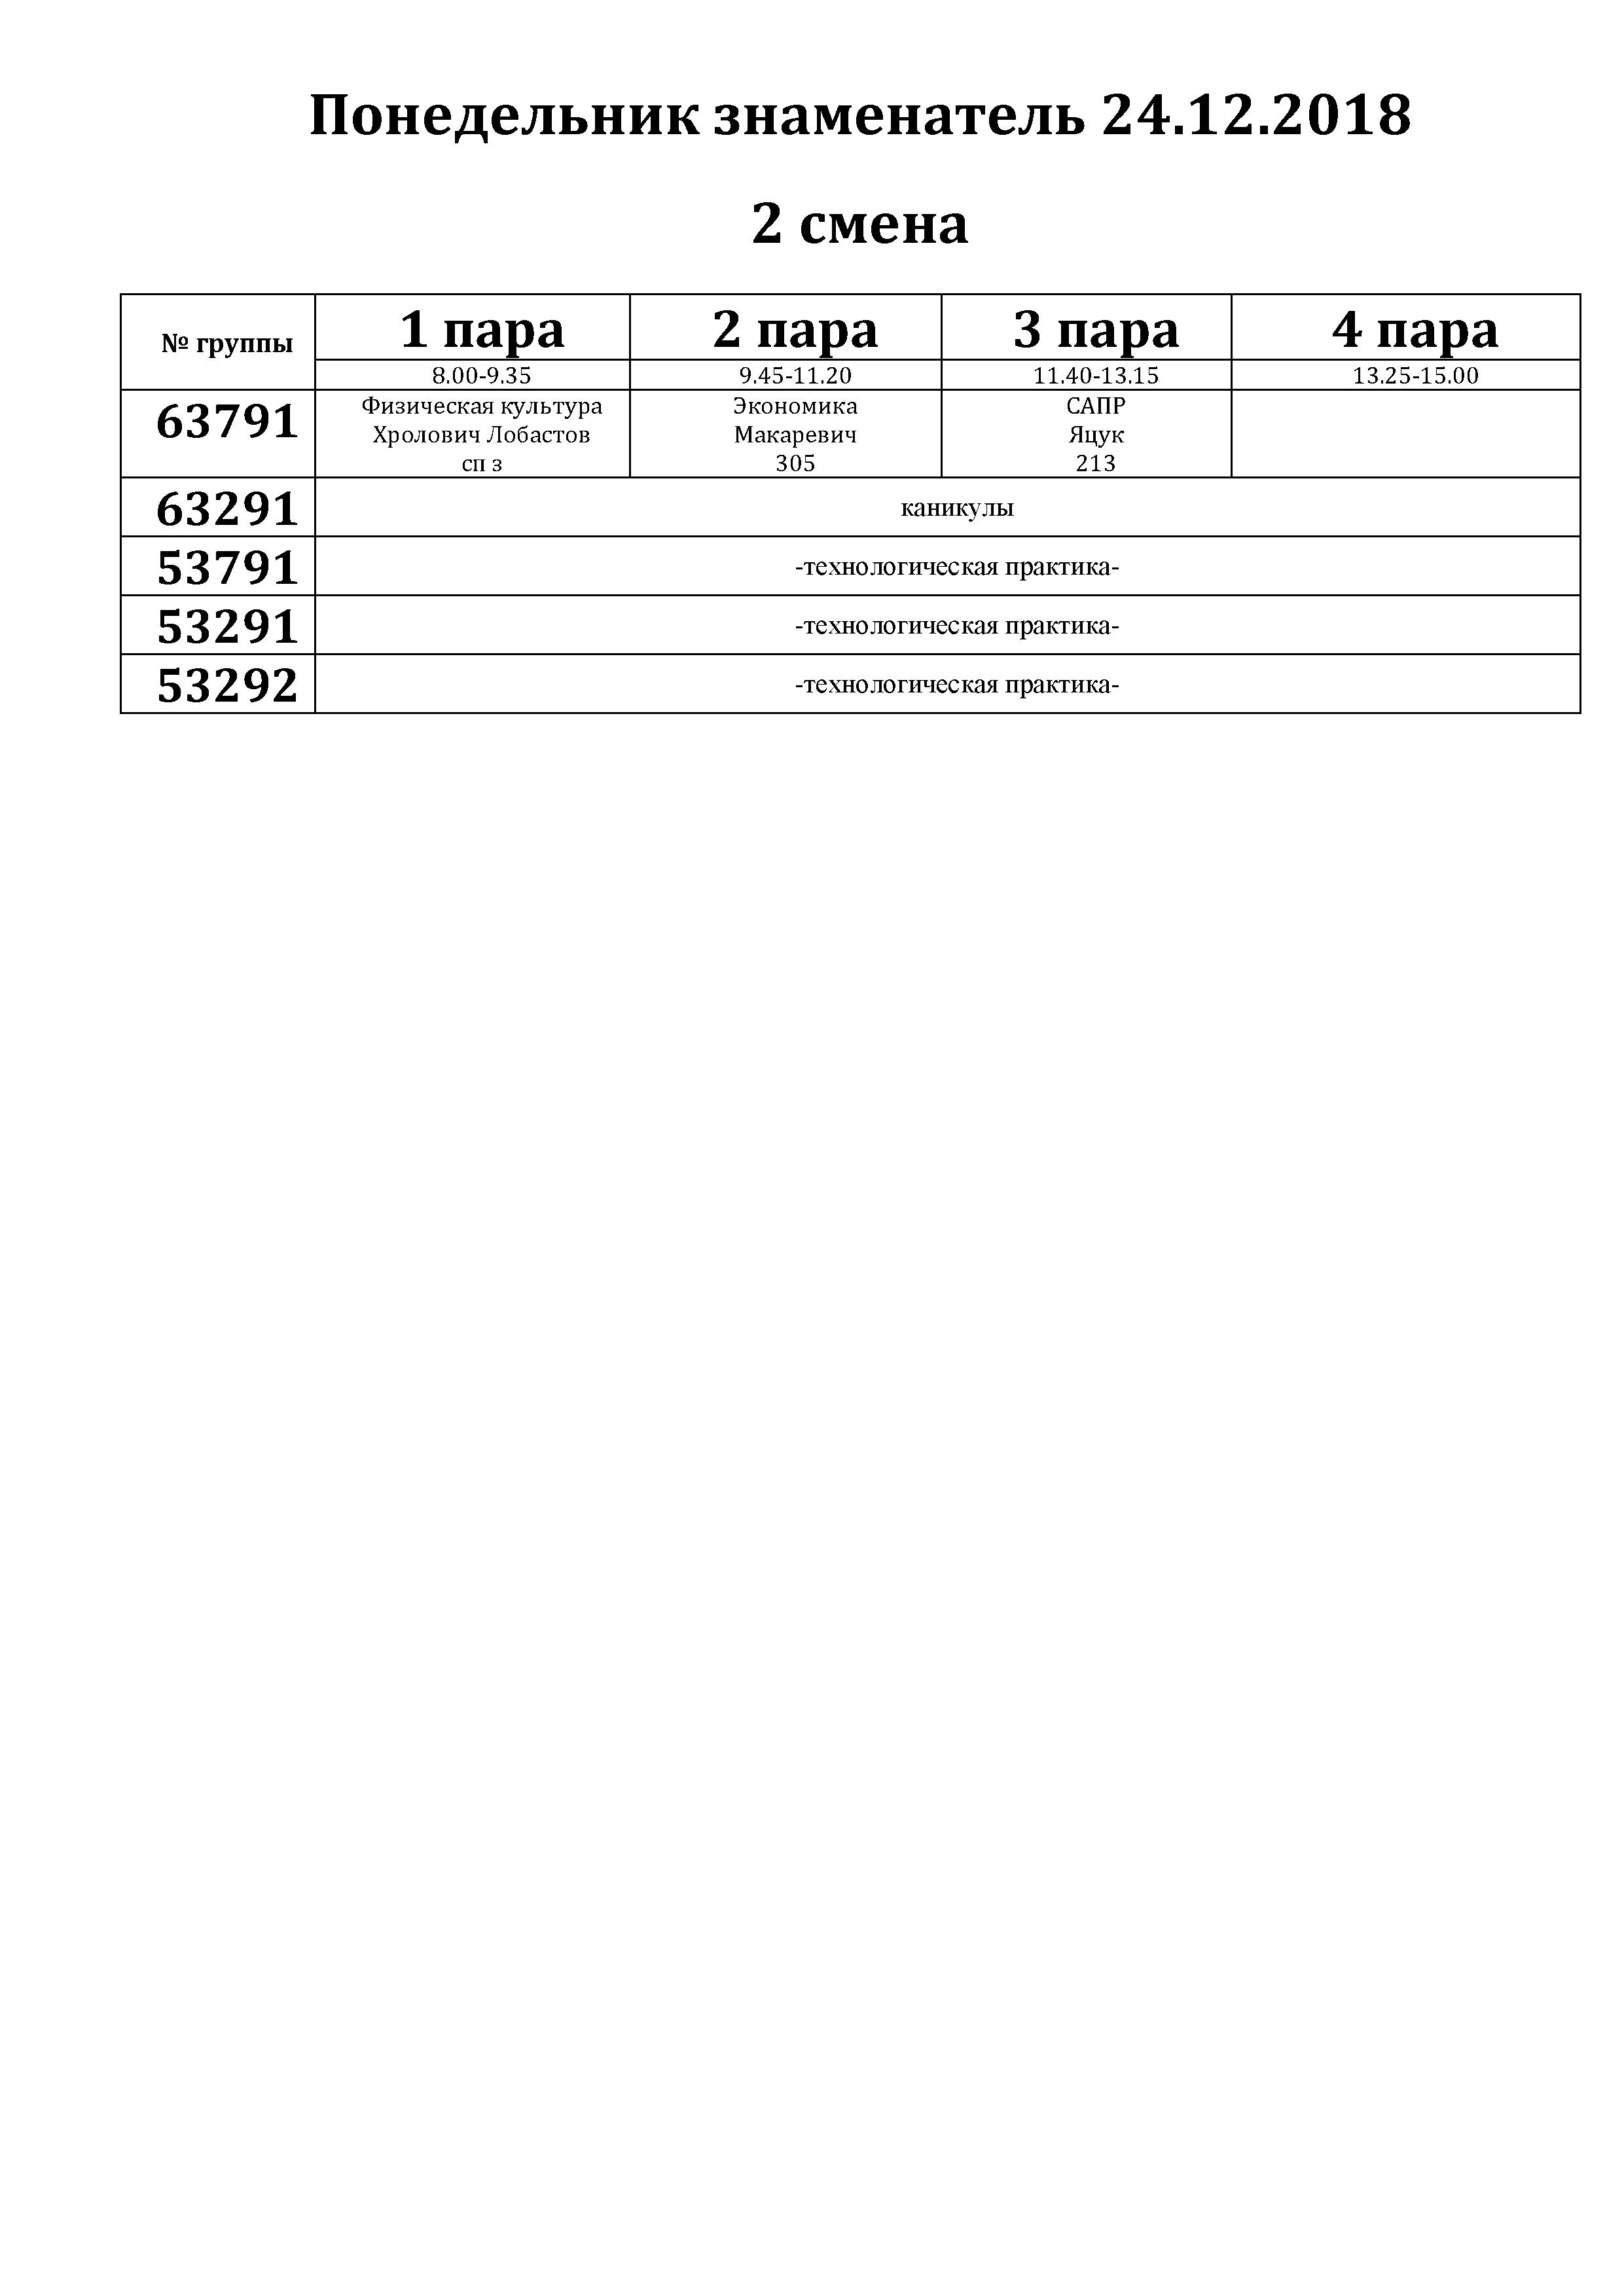 Понедельник знаменатель 24.12.2018
2 смена
№ группы
1 пара
2 пара
3 пара
4 пара
8.00-9.35
9.45-11.20
11.40-13.15
13.25-15.00
63791
Физическая культура
Хролович Лобастов
сп з
Экономика
Макаревич
305
САПР
Яцук
213
63291
каникулы
53791
-технологическая практика-
53291
-технологическая практика-
53292
-технологическая практика-